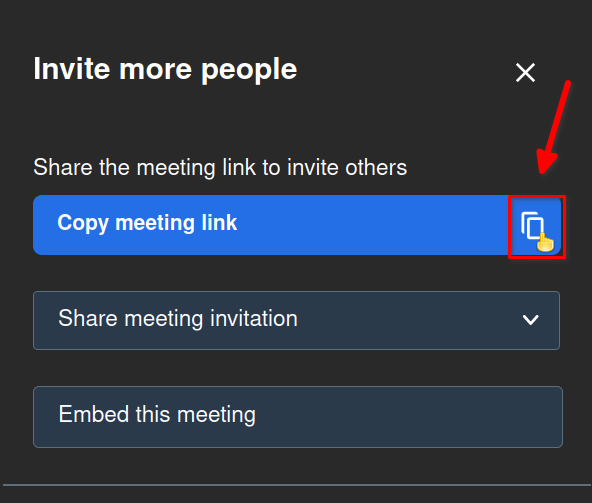 Invite more people
Share the meeting link to invite others
Copy meeting link
Share meeting invitation
Embed this meeting